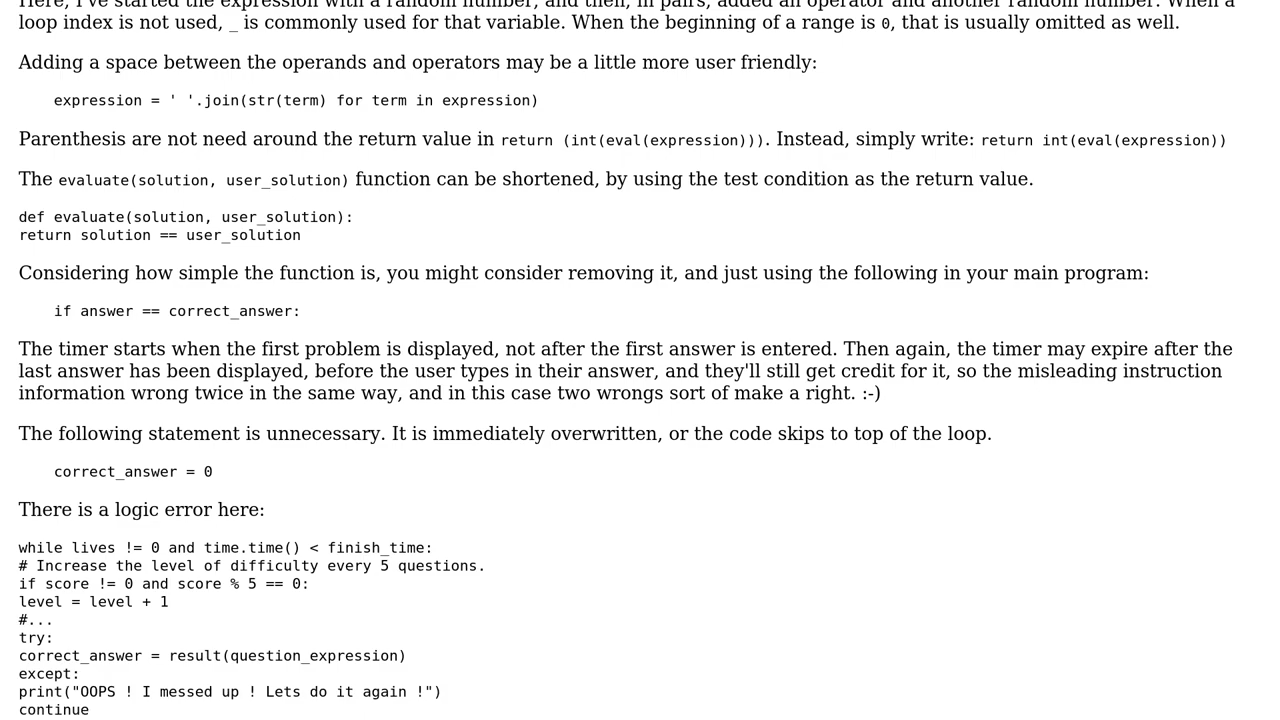 Here, I've started the expression with a random number, and then, in pairs, added an operator and another random number. When a
loop index is not used, _ is commonly used for that variable. When the beginning of a range is 0, that is usually omitted as well.
Adding a space between the operands and operators may be a little more user friendly:
expression = ' '.join(str(term) for term in expression)
Parenthesis are not need around the return value in return (int(eval(expression))). Instead, simply write: return int(eval(expression))
The evaluate(solution, user_solution) function can be shortened, by using the test condition as the return value.
def evaluate(solution, user_solution):
return solution == user_solution
Considering how simple the function is, you might consider removing it, and just using the following in your main program:
if answer == correct_answer:
The timer starts when the first problem is displayed, not after the first answer is entered. Then again, the timer may expire after the
last answer has been displayed, before the user types in their answer, and they'll still get credit for it, so the misleading instruction
information wrong twice in the same way, and in this case two wrongs sort of make a right. :-)
The following statement is unnecessary. It is immediately overwritten, or the code skips to top of the loop.
correct_answer = 0
There is a logic error here:
while lives != 0 and time.time() < finish_time:
# Increase the level of difficulty every 5 questions.
if score != 0 and score % 5 == 0:
level = level + 1
#...
try:
correct_answer = result(question_expression)
except:
print("OOPS ! I messed up ! Lets do it again !")
continue